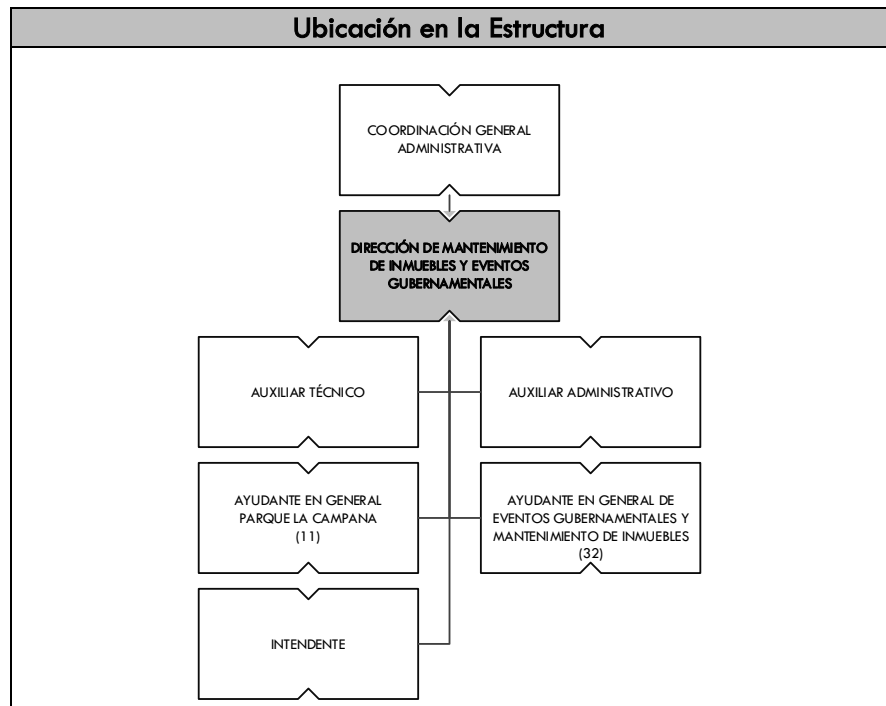 Ubicación en la Estructura
COORDINACIÓN GENERAL
ADMINISTRATIVA
DIRECCIÓN DE MANTENIMIENTO
DE INMUEBLES Y EVENTOS
GUBERNAMENTALES
AUXILIAR TÉCNICO
AUXILIAR ADMINISTRATIVO
AYUDANTE EN GENERAL
PARQUE LA CAMPANA
(11)
AYUDANTE EN GENERAL DE
EVENTOS GUBERNAMENTALES Y
MANTENIMIENTO DE INMUEBLES
(32)
INTENDENTE